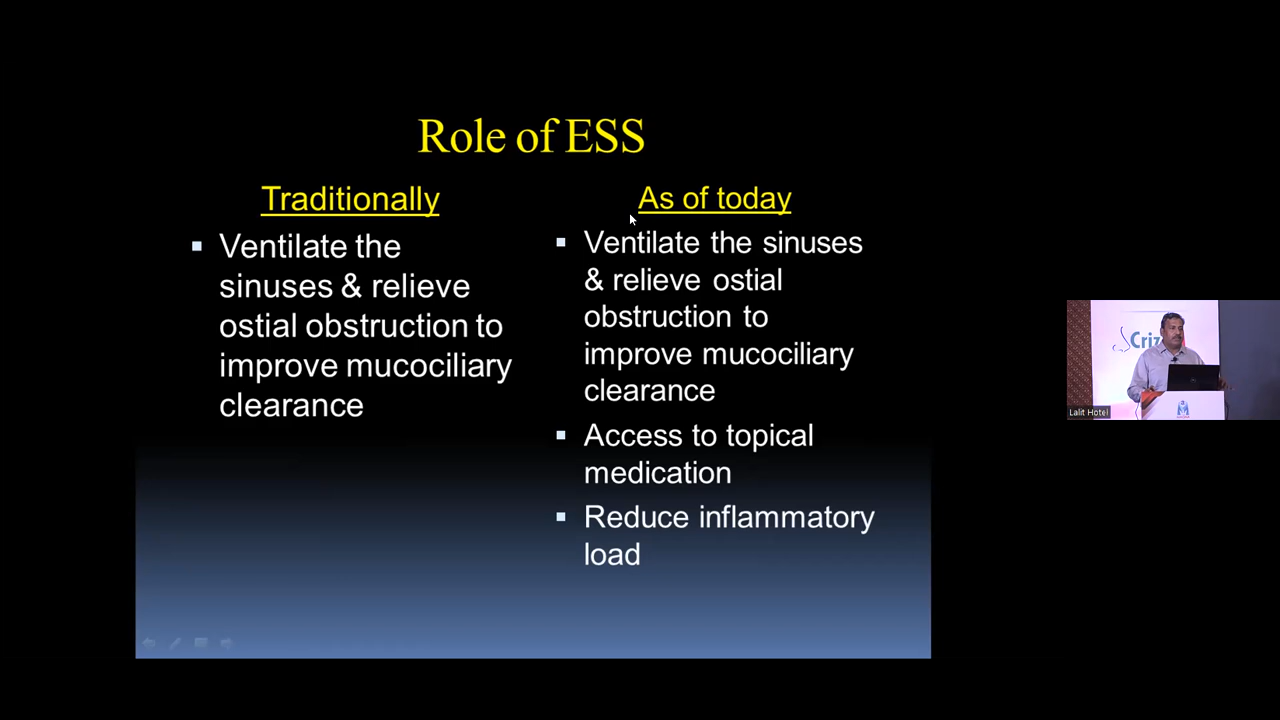 Role of ESS
Traditionally
Ventilate the
sinuses & relieve
ostial obstruction to
improve mucociliary
clearance
As of today
Ventilate the sinuses
& relieve ostial
obstruction to
improve mucociliary
clearance
Access to topical
medication
Reduce inflammatory
load
Lalit Hotel